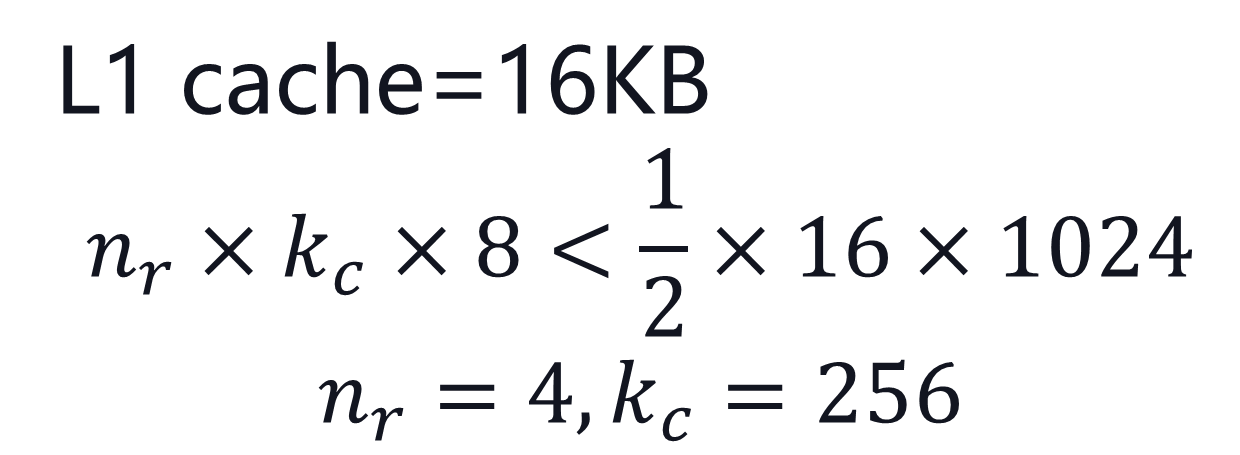 L1 cache=16KB
n_r × k_c × 8 < 1/2 × 16 × 1024
n_r = 4, k_c = 256